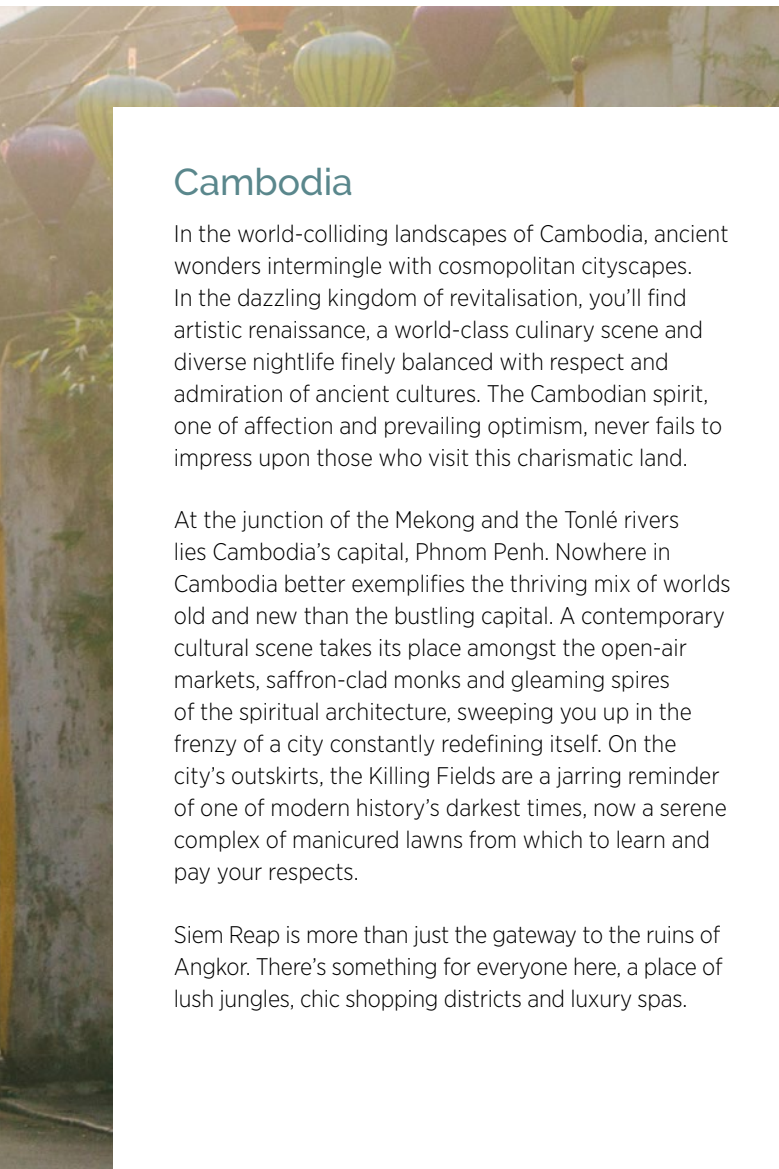 Cambodia
In the world-colliding landscapes of Cambodia, ancient
wonders intermingle with cosmopolitan cityscapes.
In the dazzling kingdom of revitalisation, you’ll find
artistic renaissance, a world-class culinary scene and
diverse nightlife finely balanced with respect and
admiration of ancient cultures. The Cambodian spirit,
one of affection and prevailing optimism, never fails to
impress upon those who visit this charismatic land.
At the junction of the Mekong and the Tonlé rivers
lies Cambodia’s capital, Phnom Penh. Nowhere in
Cambodia better exemplifies the thriving mix of worlds
old and new than the bustling capital. A contemporary
cultural scene takes its place amongst the open-air
markets, saffron-clad monks and gleaming spires
of the spiritual architecture, sweeping you up in the
frenzy of a city constantly redefining itself. On the
city’s outskirts, the Killing Fields are a jarring reminder
of one of modern history’s darkest times, now a serene
complex of manicured lawns from which to learn and
pay your respects.
Siem Reap is more than just the gateway to the ruins of
Angkor. There’s something for everyone here, a place of
lush jungles, chic shopping districts and luxury spas.